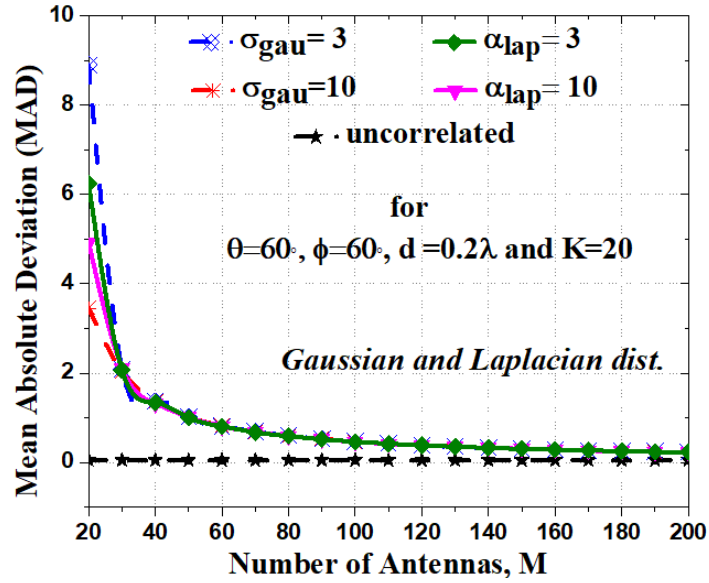 σgau= 3
αlap= 3
σgau=10
αlap= 10
uncorrelated
for
θ=60°, ϕ=60°, d =0.2λ and K=20
Gaussian and Laplacian dist.
Mean Absolute Deviation (MAD)
10
8
6
4
2
0
20 40 60 80 100 120 140 160 180 200
Number of Antennas, M